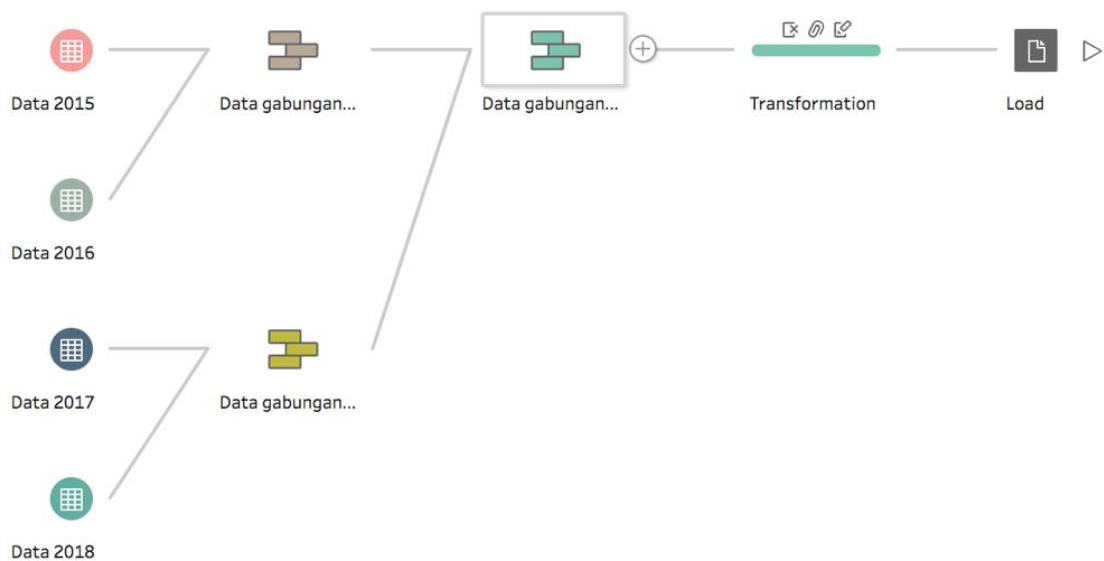 Data 2015
Data gabungan...
Data gabungan...
Transformation
Load
Data 2016
Data 2017
Data gabungan...
Data 2018